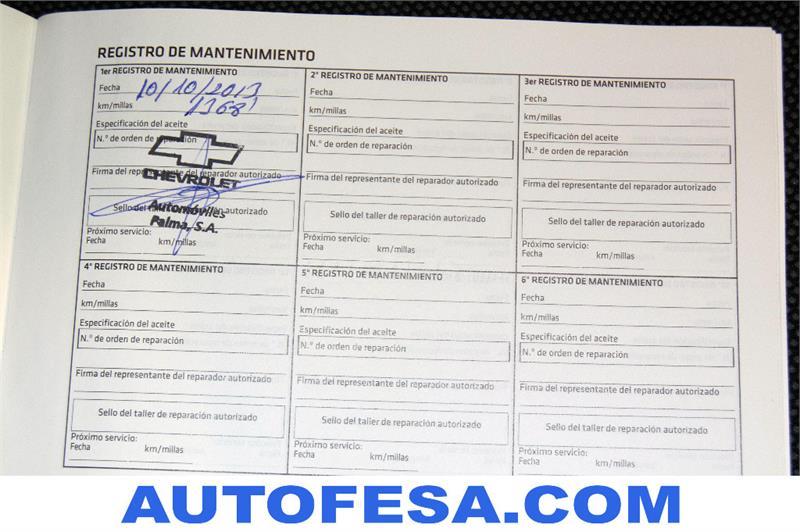 REGISTRO DE MANTENIMIENTO
1er REGISTRO DE MANTENIMIENTO
Fecha 10/10/2013
km/millas
Especificación del aceite
N.° de orden de reparación
CHEVROLET
Firma del representante del reparador autorizado
Automóviles
Palma, S.A.
Sello del taller de reparación autorizado
Próximo servicio:
Fecha km/millas
2° REGISTRO DE MANTENIMIENTO
Fecha
km/millas
Especificación del aceite
N.° de orden de reparación
Firma del representante del reparador autorizado
Sello del taller de reparación autorizado
Próximo servicio:
Fecha km/millas
3er REGISTRO DE MANTENIMIENTO
Fecha
km/millas
Especificación del aceite
N.° de orden de reparación
Firma del representante del reparador autorizado
Sello del taller de reparación autorizado
Próximo servicio:
Fecha km/millas
4° REGISTRO DE MANTENIMIENTO
Fecha
km/millas
Especificación del aceite
N.° de orden de reparación
Firma del representante del reparador autorizado
Sello del taller de reparación autorizado
Próximo servicio:
Fecha km/millas
5° REGISTRO DE MANTENIMIENTO
Fecha
km/millas
Especificación del aceite
N.° de orden de reparación
Firma del representante del reparador autorizado
Sello del taller de reparación autorizado
Próximo servicio:
Fecha km/millas
6° REGISTRO DE MANTENIMIENTO
Fecha
km/millas
Especificación del aceite
N.° de orden de reparación
Firma del representante del reparador autorizado
Sello del taller de reparación autorizado
Próximo servicio:
Fecha km/millas
AUTOFESA.COM